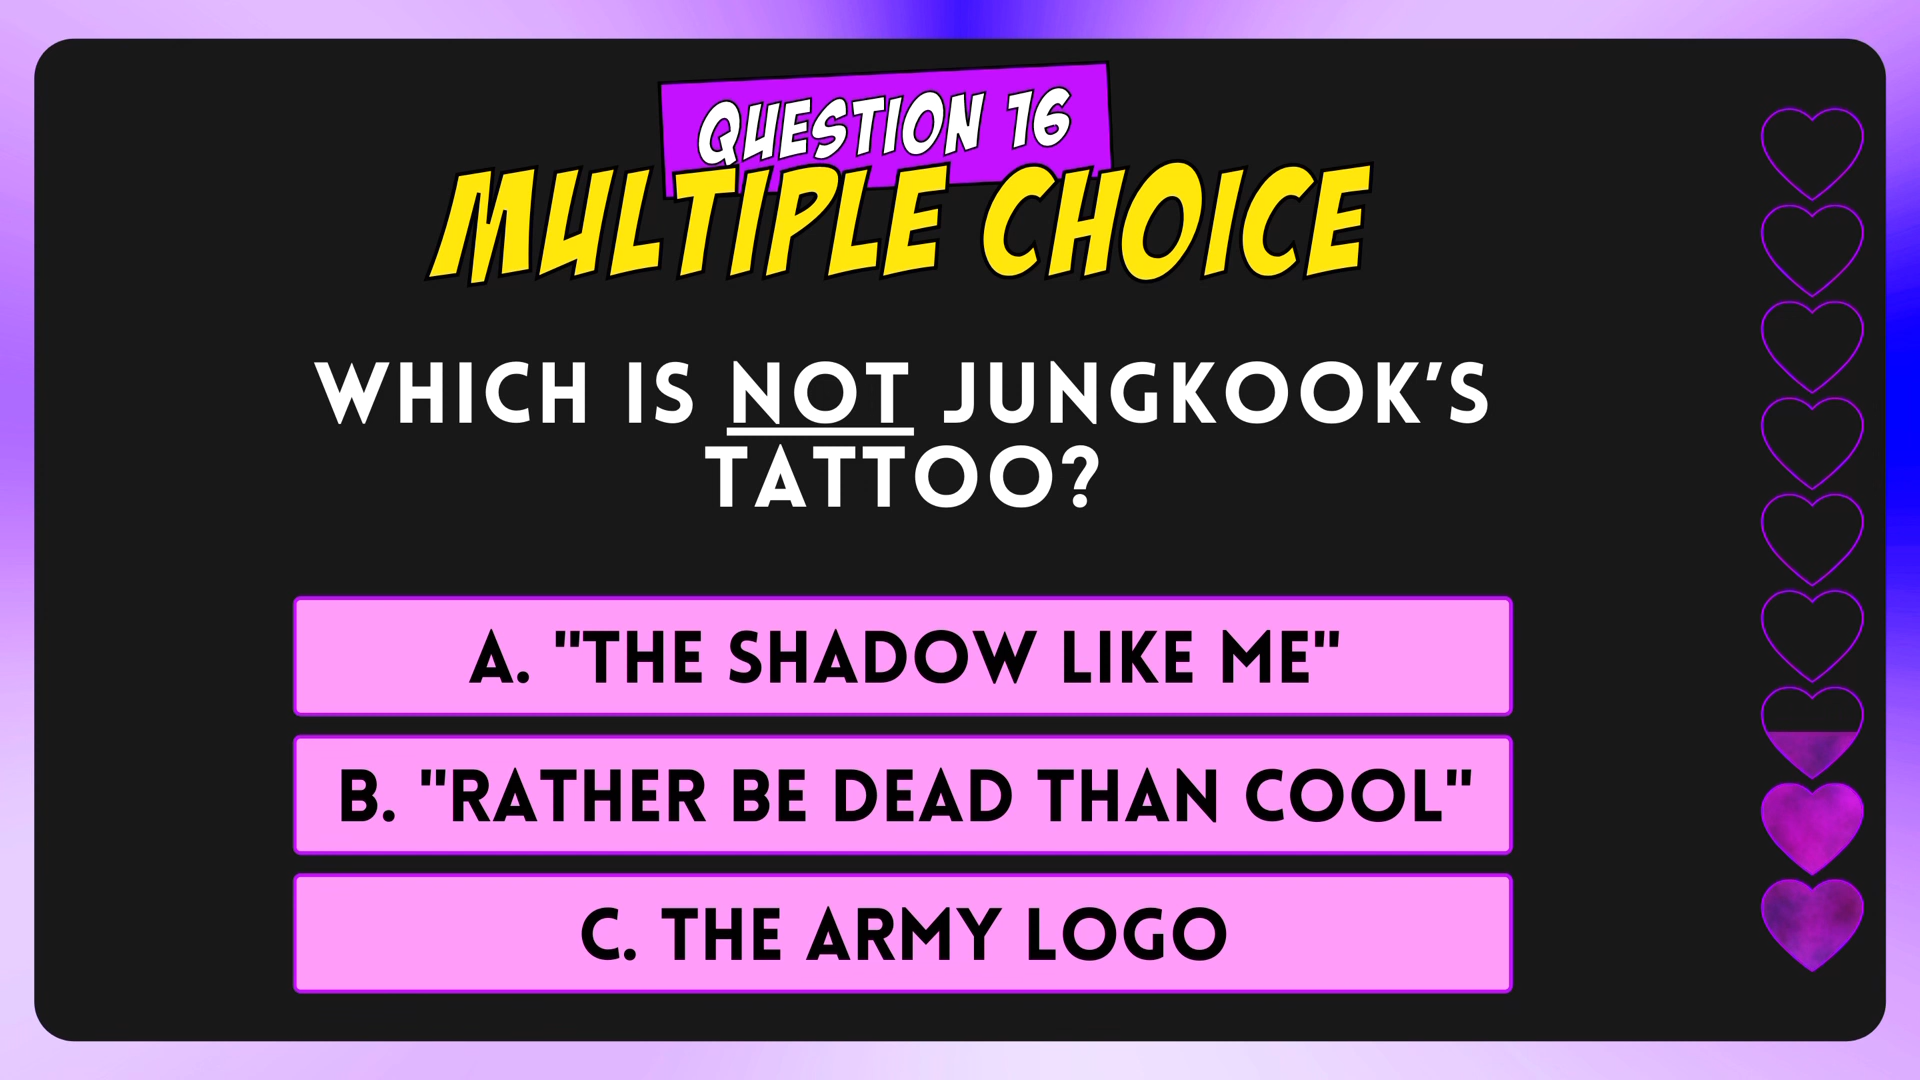 QUESTION 16
MULTIPLE CHOICE
WHICH IS NOT JUNGKOOK'S
TATTOO?
A. "THE SHADOW LIKE ME"
B. "RATHER BE DEAD THAN COOL"
C. THE ARMY LOGO